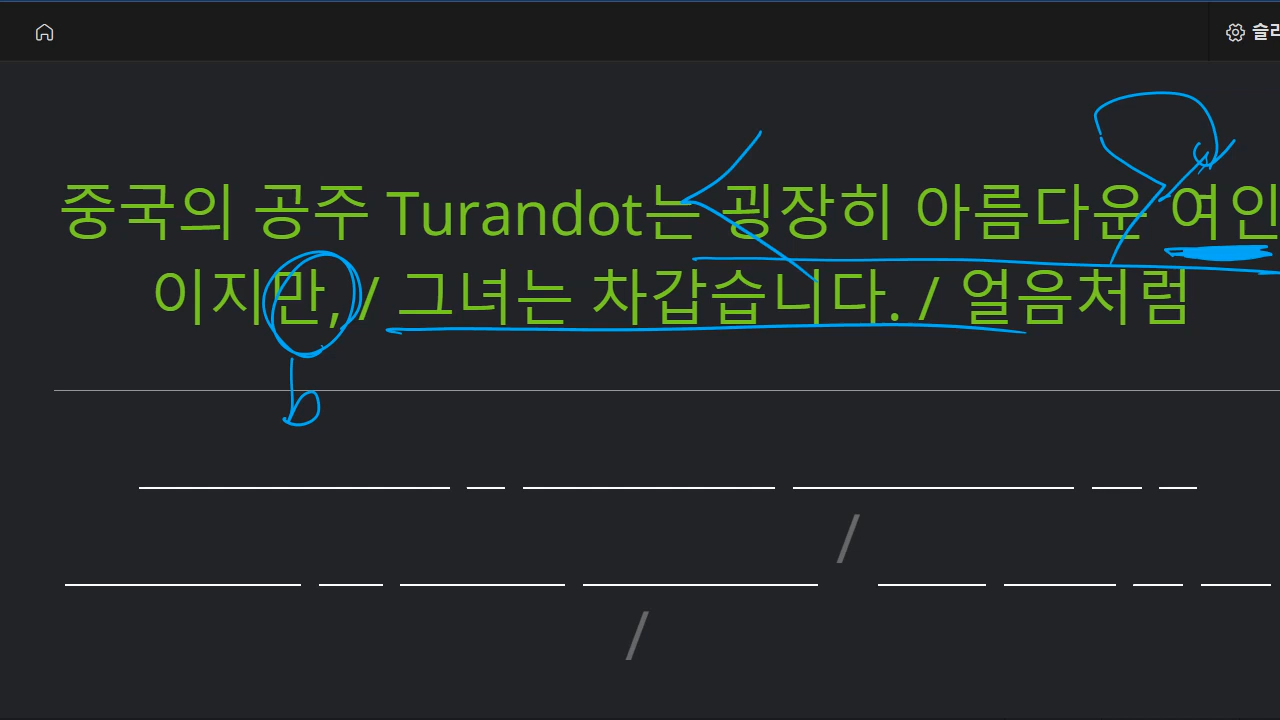 슬라
중국의 공주 Turandot는 굉장히 아름다운 여인
이지만, / 그녀는 차갑습니다. / 얼음처럼
b
/
/